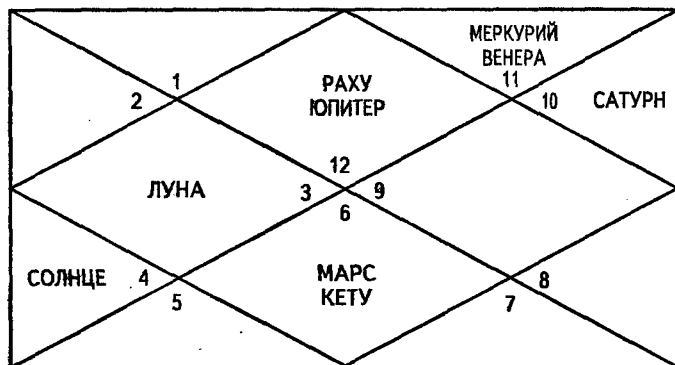 МЕРКУРИЙ
ВЕНЕРА
1
11
РАХУ
ЮПИТЕР
2
10
САТУРН
12
ЛУНА
3
9
6
СОЛНЦЕ
4
МАРС
КЕТУ
8
5
7